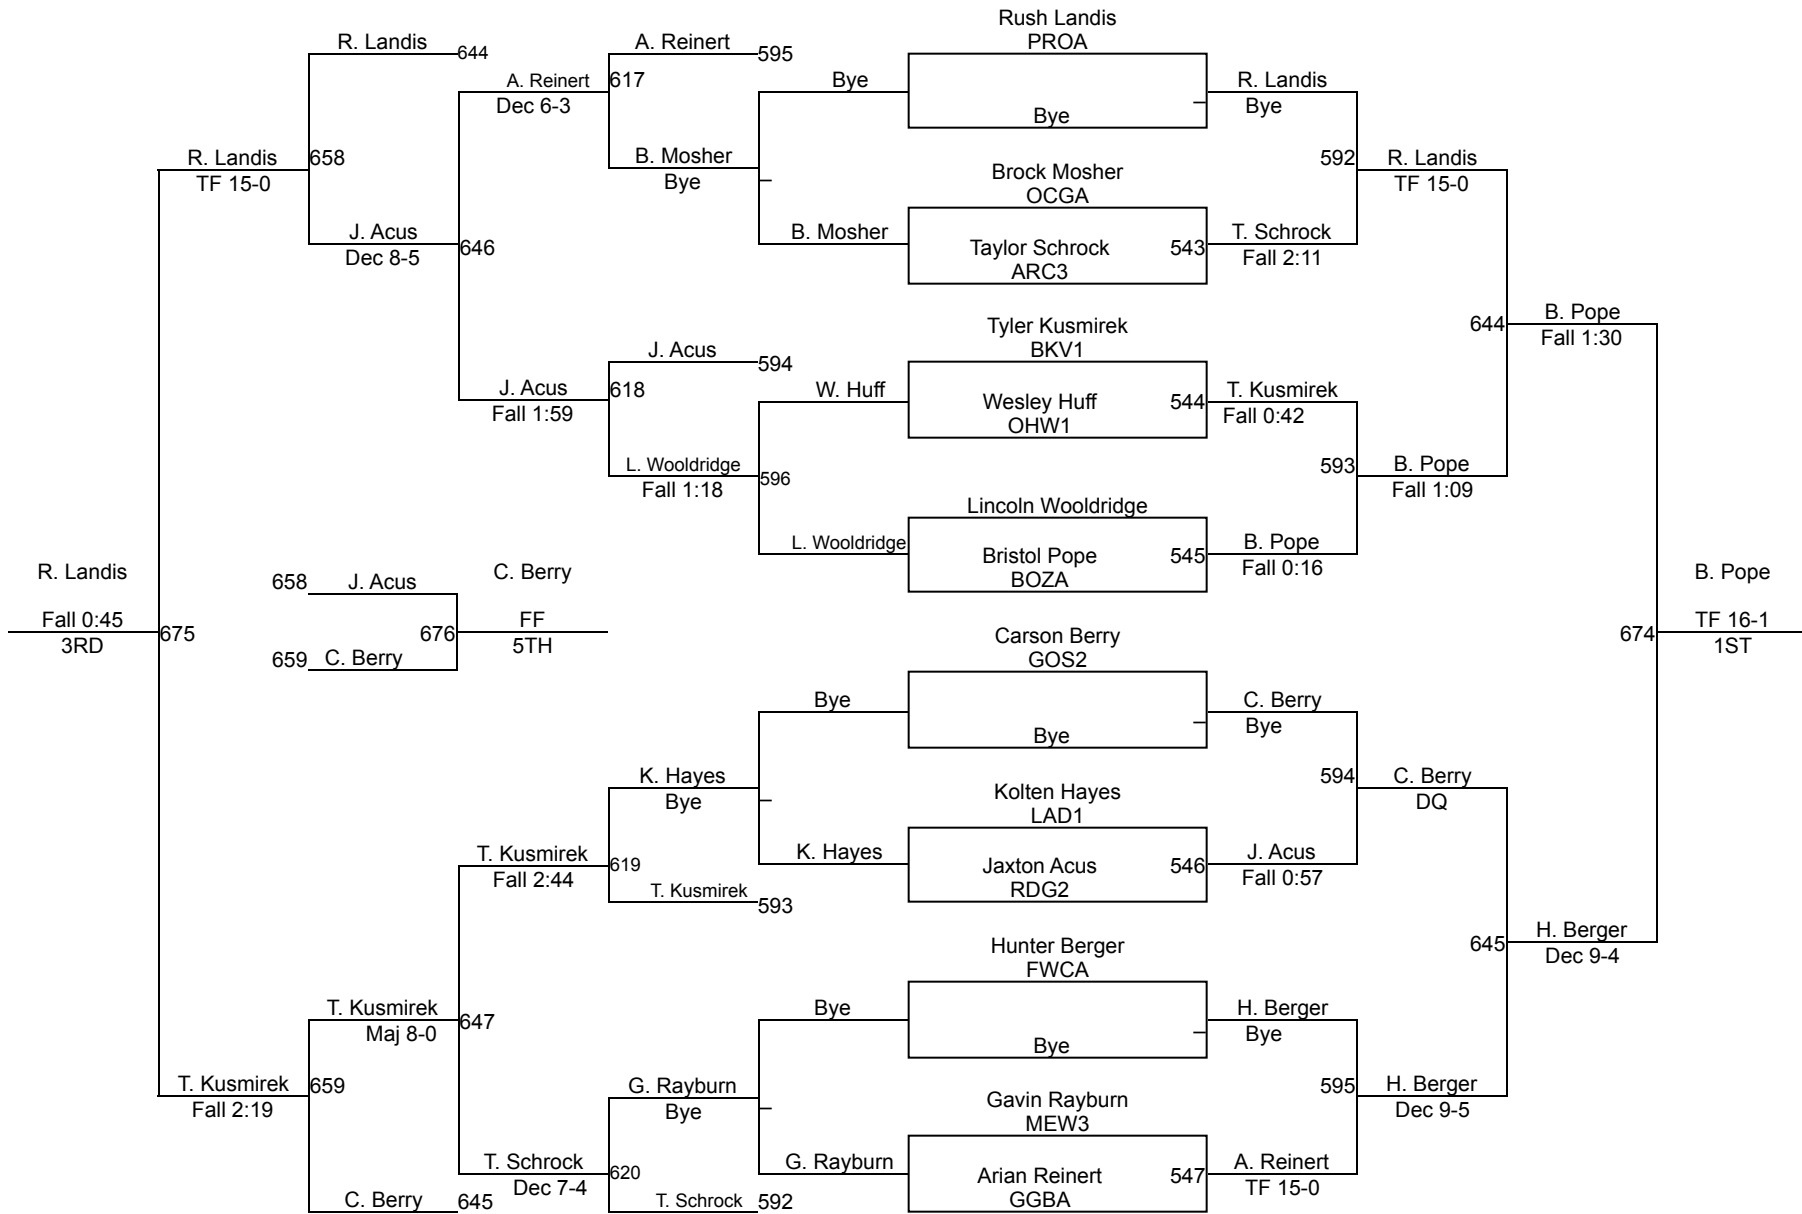 Rush Landis
PROA
R. Landis
644
A. Reinert
595
A. Reinert
617
Dec 6-3
Bye
Bye
R. Landis
Bye
R. Landis
658
TF 15-0
B. Mosher
Bye
Brock Mosher
OCGA
592
R. Landis
TF 15-0
J. Acus
646
Dec 8-5
B. Mosher
Taylor Schrock
543
ARC3
T. Schrock
Fall 2:11
Tyler Kusmirek
BKV1
644
B. Pope
Fall 1:30
J. Acus
594
J. Acus
618
Fall 1:59
W. Huff
Wesley Huff
544
OHW1
T. Kusmirek
Fall 0:42
L. Wooldridge
596
Fall 1:18
593
B. Pope
Fall 1:09
Lincoln Wooldridge
L. Wooldridge
Bristol Pope
545
BOZA
B. Pope
Fall 0:16
R. Landis
Fall 0:45
3RD
675
658
J. Acus
676
659
C. Berry
C. Berry
FF
5TH
B. Pope
674
TF 16-1
1ST
Carson Berry
GOS2
Bye
Bye
C. Berry
Bye
K. Hayes
Bye
Kolten Hayes
LAD1
594
C. Berry
DQ
T. Kusmirek
619
Fall 2:44
K. Hayes
Jaxton Acus
546
RDG2
J. Acus
Fall 0:57
T. Kusmirek
593
Hunter Berger
FWCA
645
H. Berger
Dec 9-4
T. Kusmirek
647
Maj 8-0
Bye
Bye
H. Berger
Bye
T. Kusmirek
659
Fall 2:19
G. Rayburn
Bye
Gavin Rayburn
MEW3
595
H. Berger
Dec 9-5
T. Schrock
620
Dec 7-4
G. Rayburn
Arian Reinert
547
GGBA
A. Reinert
TF 15-0
C. Berry
645
T. Schrock
592